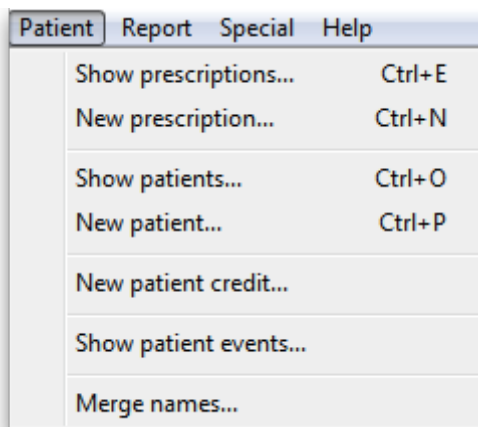 Patient Report Special Help
Show prescriptions... Ctrl+E
New prescription... Ctrl+N
Show patients... Ctrl+O
New patient... Ctrl+P
New patient credit...
Show patient events...
Merge names...